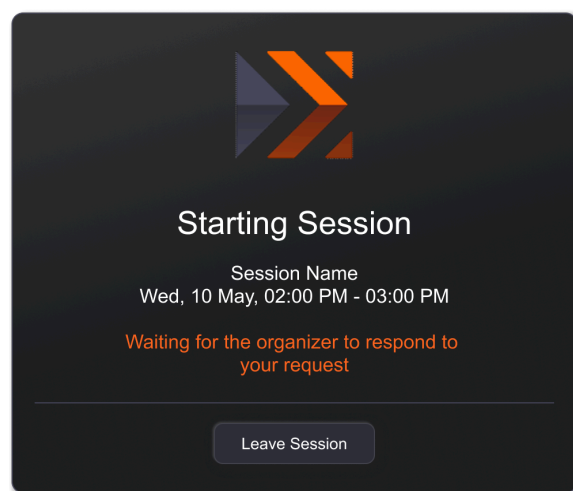 Starting Session
Session Name
Wed, 10 May, 02:00 PM - 03:00 PM
Waiting for the organizer to respond to
your request
Leave Session